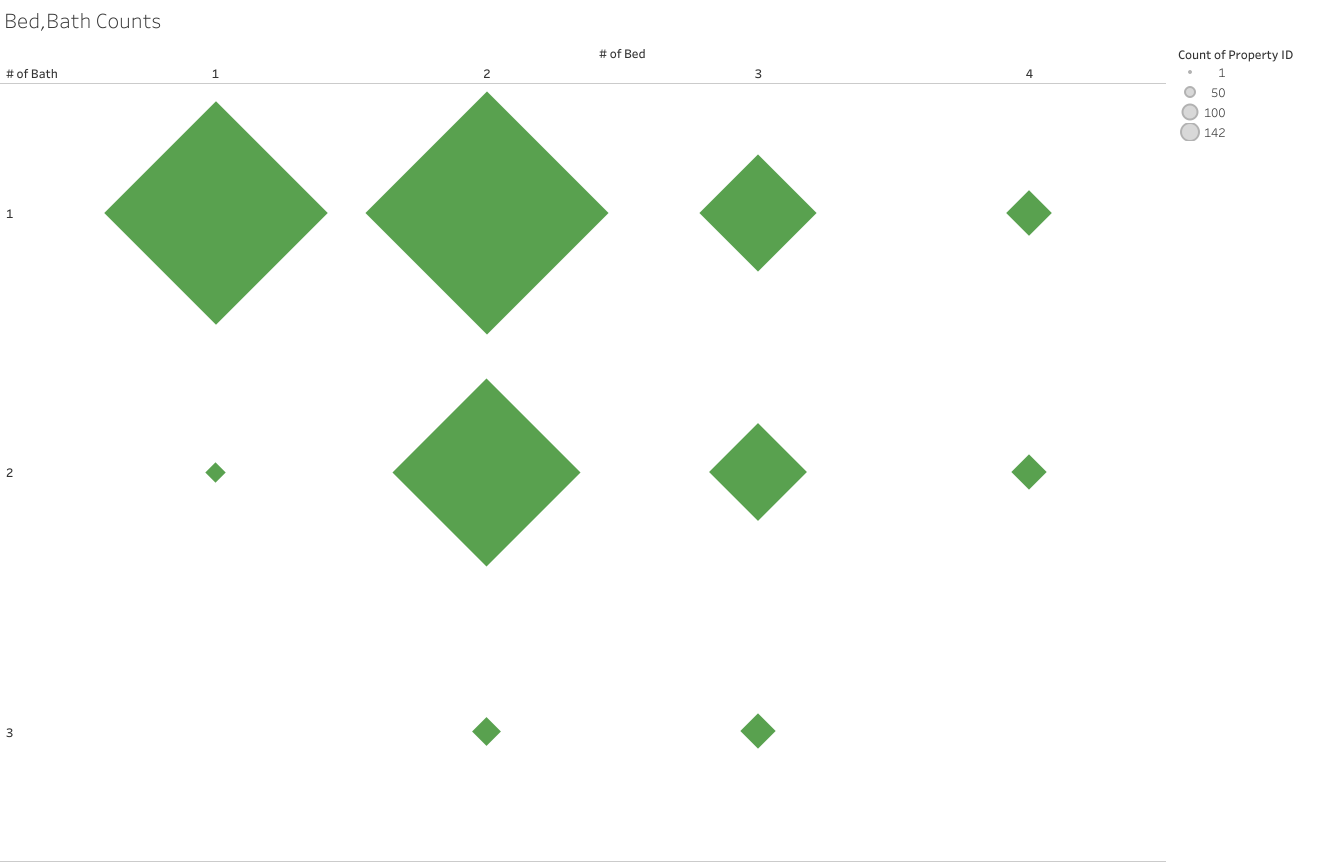 Bed,Bath Counts
# of Bed
# of Bath 1 2 3 4
1
2
3
Count of Property ID
1
50
100
142